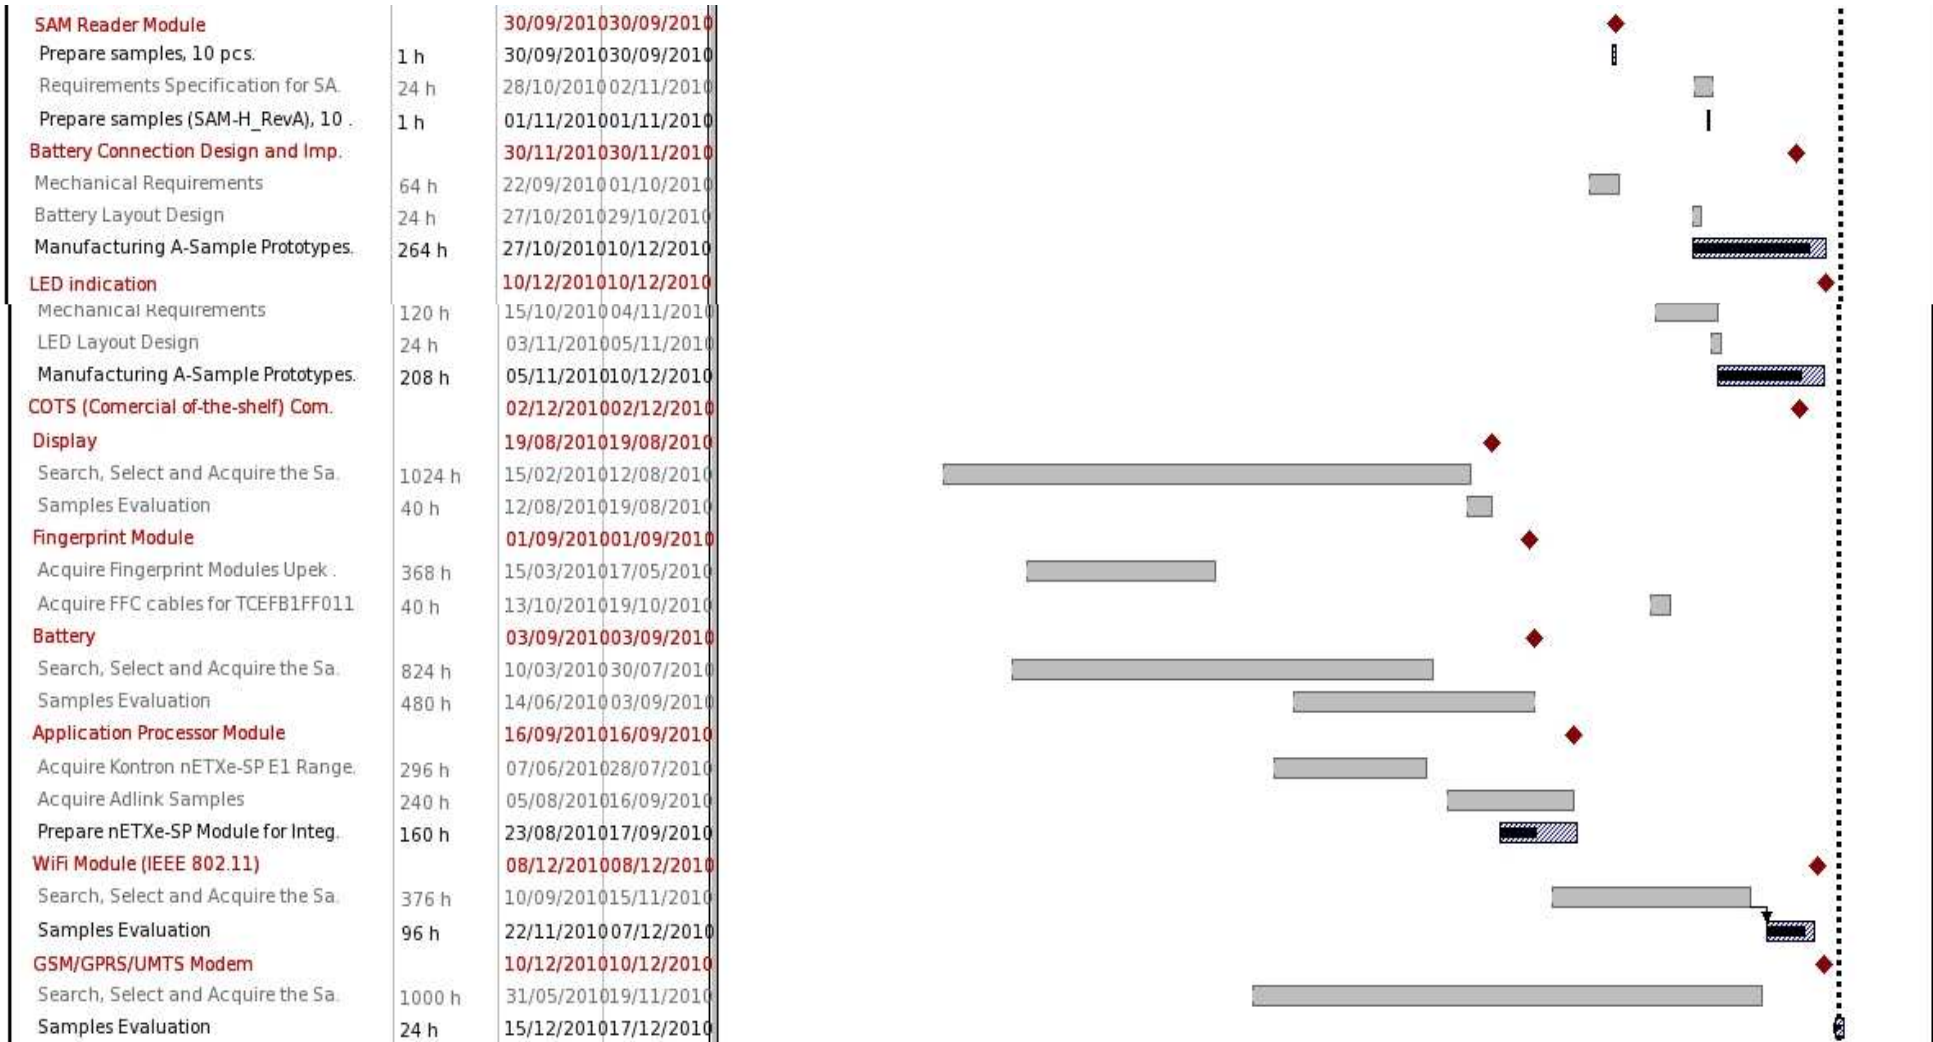 SAM Reader Module 30/09/2010 30/09/2010
Prepare samples, 10 pcs. 1 h 30/09/2010 30/09/2010
Requirements Specification for SA. 24 h 28/10/2010 02/11/2010
Prepare samples (SAM-H_RevA), 10 . 1 h 01/11/2010 01/11/2010
Battery Connection Design and Imp. 30/11/2010 30/11/2010
Mechanical Requirements 64 h 22/09/2010 01/10/2010
Battery Layout Design 24 h 27/10/2010 29/10/2010
Manufacturing A-Sample Prototypes. 264 h 27/10/2010 10/12/2010
LED indication 10/12/2010 10/12/2010
Mechanical Requirements 120 h 15/10/2010 04/11/2010
LED Layout Design 24 h 03/11/2010 05/11/2010
Manufacturing A-Sample Prototypes. 208 h 05/11/2010 10/12/2010
COTS (Comercial of-the-shelf) Com. 02/12/2010 02/12/2010
Display 19/08/2010 19/08/2010
Search, Select and Acquire the Sa. 1024 h 15/02/2010 12/08/2010
Samples Evaluation 40 h 12/08/2010 19/08/2010
Fingerprint Module 01/09/2010 01/09/2010
Acquire Fingerprint Modules Upek . 368 h 15/03/2010 17/05/2010
Acquire FFC cables for TCEFB1FF011 40 h 13/10/2010 19/10/2010
Battery 03/09/2010 03/09/2010
Search, Select and Acquire the Sa. 824 h 10/03/2010 30/07/2010
Samples Evaluation 480 h 14/06/2010 03/09/2010
Application Processor Module 16/09/2010 16/09/2010
Acquire Kontron nETXe-SP E1 Range. 296 h 07/06/2010 28/07/2010
Acquire Adlink Samples 240 h 05/08/2010 16/09/2010
Prepare nETXe-SP Module for Integ. 160 h 23/08/2010 17/09/2010
WiFi Module (IEEE 802.11) 08/12/2010 08/12/2010
Search, Select and Acquire the Sa. 376 h 10/09/2010 15/11/2010
Samples Evaluation 96 h 22/11/2010 07/12/2010
GSM/GPRS/UMTS Modem 10/12/2010 10/12/2010
Search, Select and Acquire the Sa. 1000 h 31/05/2010 19/11/2010
Samples Evaluation 24 h 15/12/2010 17/12/2010